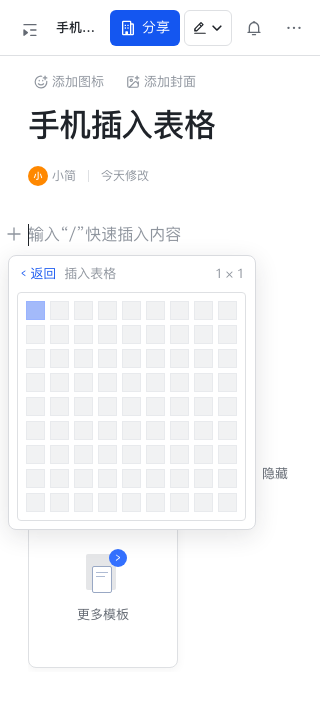 手机... 分享
添加图标 添加封面
手机插入表格
小 小简 今天修改
输入“/”快速插入内容
返回 插入表格 1 × 1
隐藏
更多模板